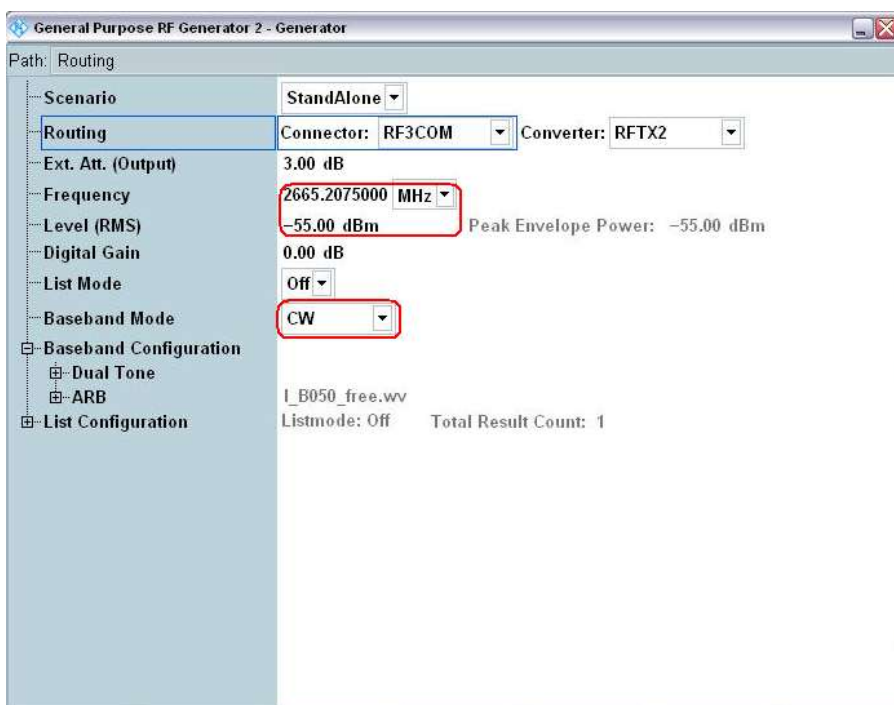 General Purpose RF Generator 2 - Generator
Path: Routing
Scenario StandAlone
Routing Connector: RF3COM Converter: RFTX2
Ext. Att. (Output) 3.00 dB
Frequency 2665.2075000 MHz
Level (RMS) -55.00 dBm Peak Envelope Power: -55.00 dBm
Digital Gain 0.00 dB
List Mode Off
Baseband Mode CW
Baseband Configuration
Dual Tone
ARB I_B050_free.wv
List Configuration Listmode: Off Total Result Count: 1